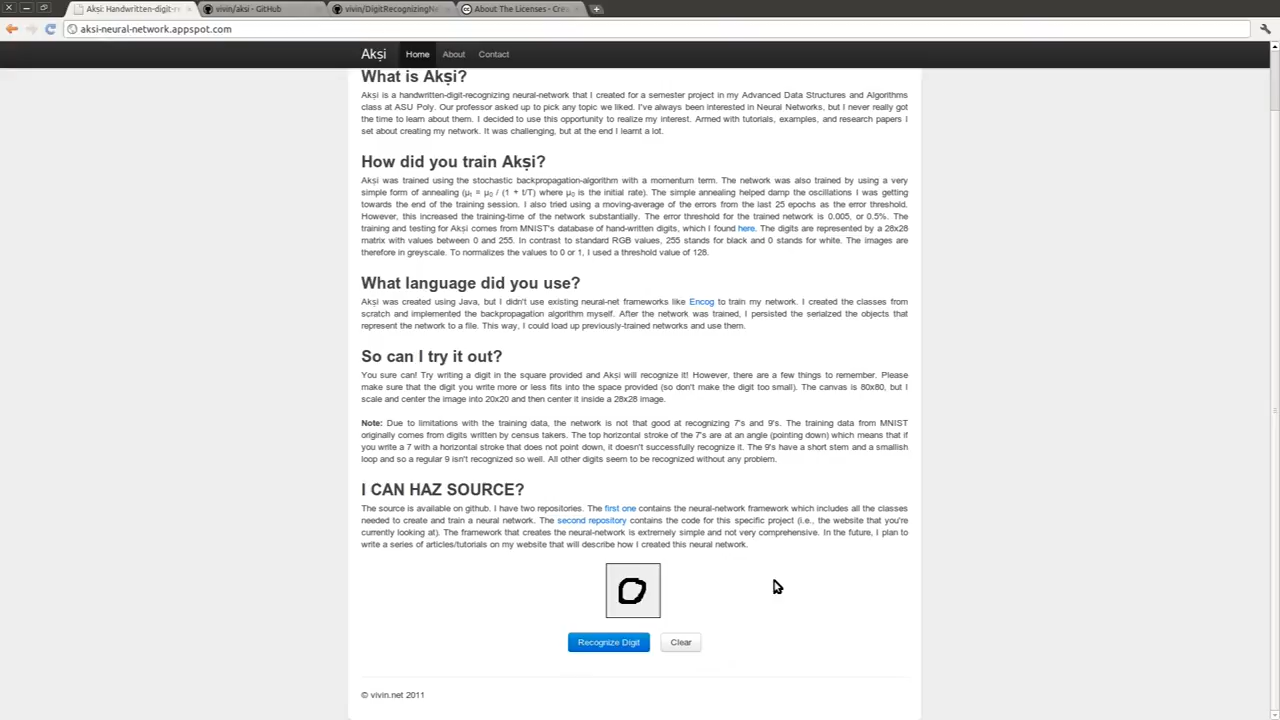 Akṣi: Handwritten-digit-re
vivin/aksi · GitHub
vivin/DigitRecognizingNe
About The Licenses - Crea
aksi-neural-network.appspot.com
Akṣi Home About Contact
What is Akṣi?
Akṣi is a handwritten-digit-recognizing neural-network that I created for a semester project in my Advanced Data Structures and Algorithms
class at ASU Poly. Our professor asked up to pick any topic we liked. I've always been interested in Neural Networks, but I never really got
the time to learn about them. I decided to use this opportunity to realize my interest. Armed with tutorials, examples, and research papers I
set about creating my network. It was challenging, but at the end I learnt a lot.
How did you train Akṣi?
Akṣi was trained using the stochastic backpropagation-algorithm with a momentum term. The network was also trained by using a very
simple form of annealing (μₜ = μ₀ / (1 + t/T) where μ₀ is the initial rate). The simple annealing helped damp the oscillations I was getting
towards the end of the training session. I also tried using a moving-average of the errors from the last 25 epochs as the error threshold.
However, this increased the training-time of the network substantially. The error threshold for the trained network is 0.005, or 0.5%. The
training and testing for Akṣi comes from MNIST's database of hand-written digits, which I found here. The digits are represented by a 28x28
matrix with values between 0 and 255. In contrast to standard RGB values, 255 stands for black and 0 stands for white. The images are
therefore in greyscale. To normalizes the values to 0 or 1, I used a threshold value of 128.
What language did you use?
Akṣi was created using Java, but I didn't use existing neural-net frameworks like Encog to train my network. I created the classes from
scratch and implemented the backpropagation algorithm myself. After the network was trained, I persisted the serialzed the objects that
represent the network to a file. This way, I could load up previously-trained networks and use them.
So can I try it out?
You sure can! Try writing a digit in the square provided and Akṣi will recognize it! However, there are a few things to remember. Please
make sure that the digit you write more or less fits into the space provided (so don't make the digit too small). The canvas is 80x80, but I
scale and center the image into 20x20 and then center it inside a 28x28 image.
Note: Due to limitations with the training data, the network is not that good at recognizing 7's and 9's. The training data from MNIST
originally comes from digits written by census takers. The top horizontal stroke of the 7's are at an angle (pointing down) which means that if
you write a 7 with a horizontal stroke that does not point down, it doesn't successfully recognize it. The 9's have a short stem and a smallish
loop and so a regular 9 isn't recognized so well. All other digits seem to be recognized without any problem.
I CAN HAZ SOURCE?
The source is available on github. I have two repositories. The first one contains the neural-network framework which includes all the classes
needed to create and train a neural network. The second repository contains the code for this specific project (i.e., the website that you're
currently looking at). The framework that creates the neural-network is extremely simple and not very comprehensive. In the future, I plan to
write a series of articles/tutorials on my website that will describe how I created this neural network.
0
Recognize Digit Clear
© vivin.net 2011